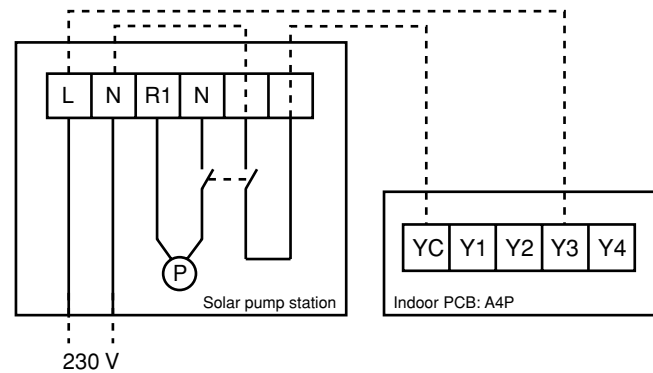 L N R1 N
P
Solar pump station
230 V
YC Y1 Y2 Y3 Y4
Indoor PCB: A4P